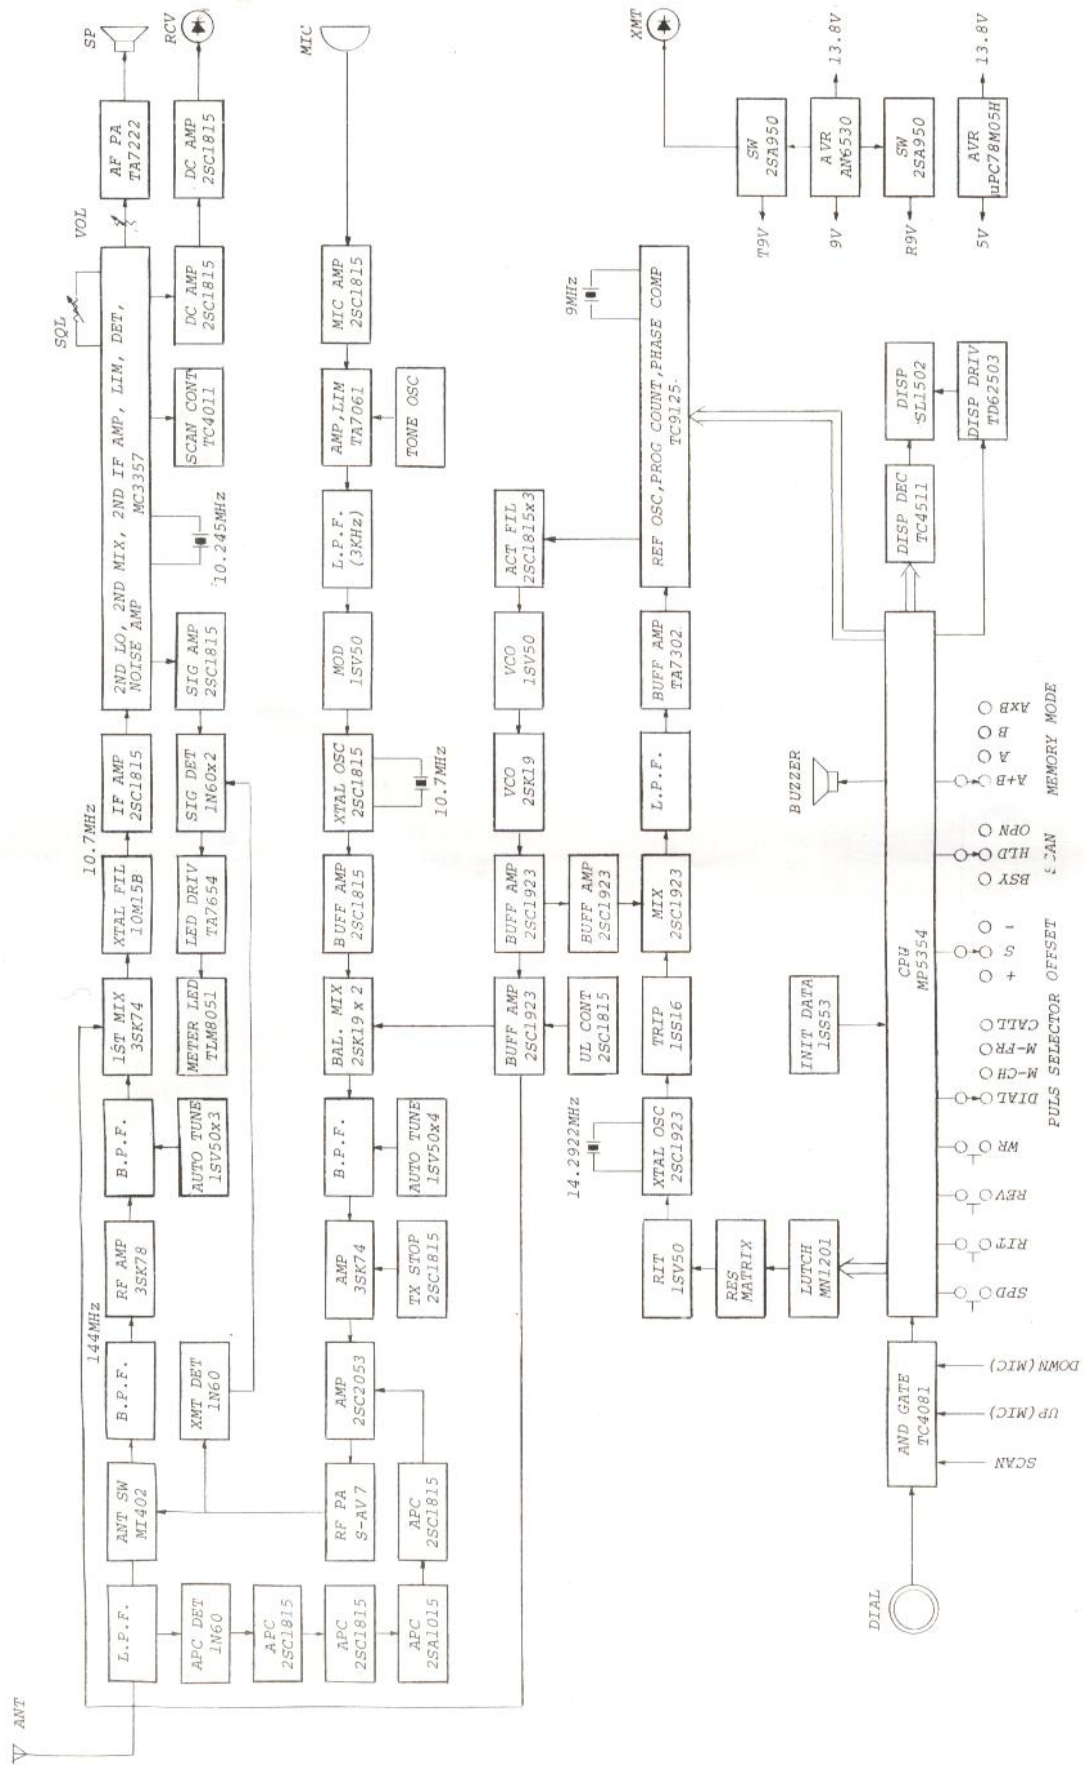 ANT
L.P.F.
ANT SW
MI402
B.P.F.
144MHz
RF AMP
3SK78
B.P.F.
1ST MIX
3SK74
XTAL FIL
10M15B
10.7MHz
IF AMP
2SC1815
2ND LO, 2ND MIX, 2ND IF AMP, LIM, DET,
NOISE AMP
MC3357
SQL
VOL
AF PA
TA7222
SP
APC DET
1N60
XMT DET
1N60
AUTO TUNE
1SV50x3
METER LED
TLM8051
LED DRIV
TA7654
SIG DET
1N60x2
SIG AMP
2SC1815
10.245MHz
SCAN CONT
TC4011
DC AMP
2SC1815
DC AMP
2SC1815
RCV
APC
2SC1815
APC
2SC1815
RF PA
S-AV7
AMP
2SC2053
AMP
3SK74
B.P.F.
BAL. MIX
2SK19 x 2
BUFF AMP
2SC1815
XTAL OSC
2SC1815
MOD
1SV50
L.P.F.
(3KHz)
AMP,LIM
TA7061
MIC AMP
2SC1815
MIC
APC
2SA1015
APC
2SC1815
TX STOP
2SC1815
AUTO TUNE
1SV50x4
10.7MHz
TONE OSC
BUFF AMP
2SC1923
BUFF AMP
2SC1923
VCO
2SK19
VCO
1SV50
ACT FIL
2SC1815x3
UL CONT
2SC1815
BUFF AMP
2SC1923
14.2922MHz
9MHz
RIT
1SV50
XTAL OSC
2SC1923
TRIP
1SS16
MIX
2SC1923
L.P.F.
BUFF AMP
TA7302
REF OSC,PROG COUNT,PHASE COMP
TC9125
XMT
RES
MATRIX
T9V
SW
2SA950
LUTCH
MN1201
INIT DATA
1SS53
BUZZER
9V
AVR
AN6530
13.8V
DIAL
AND GATE
TC4081
CPU
MP5354
DISP DEC
TC4511
DISP
SL1502
R9V
SW
2SA950
DISP DRIV
TD62503
5V
AVR
uPC78M05H
13.8V
SCAN
UP(MIC)
DOWN(MIC)
SPD
RIT
REV
WR
DIAL
M-CH
M-FR
CALL
+
S
-
BSY
HLD
OPN
A+B
A
B
AxB
PULS SELECTOR
OFFSET
SCAN
MEMORY MODE